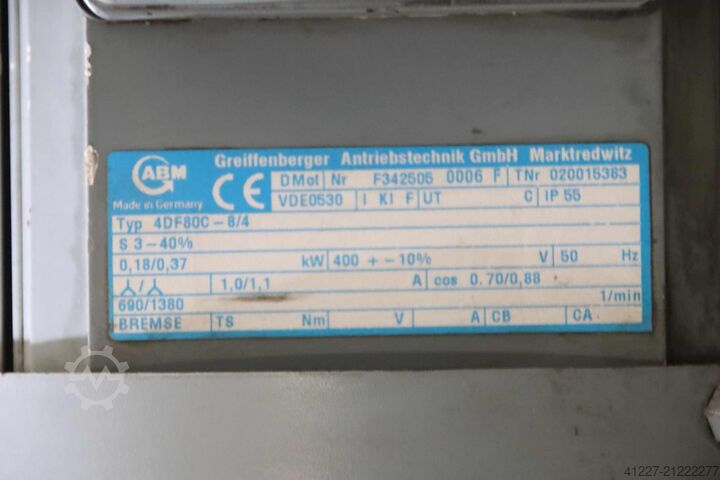 ABM
Made in Germany
CE
Greiffenberger Antriebstechnik GmbH Marktredwitz
DMot Nr F342505 0006 F TNr 020015383
VDE0530 I Kl F UT C IP 55
Typ 4DF80C-8/4
S 3-40%
0,18/0,37 kW 400 + -10% V 50 Hz
1,0/1,1 A cos 0.70/0,88
690/1380 1/min
BREMSE TS Nm V A CB CA
41227-21222277